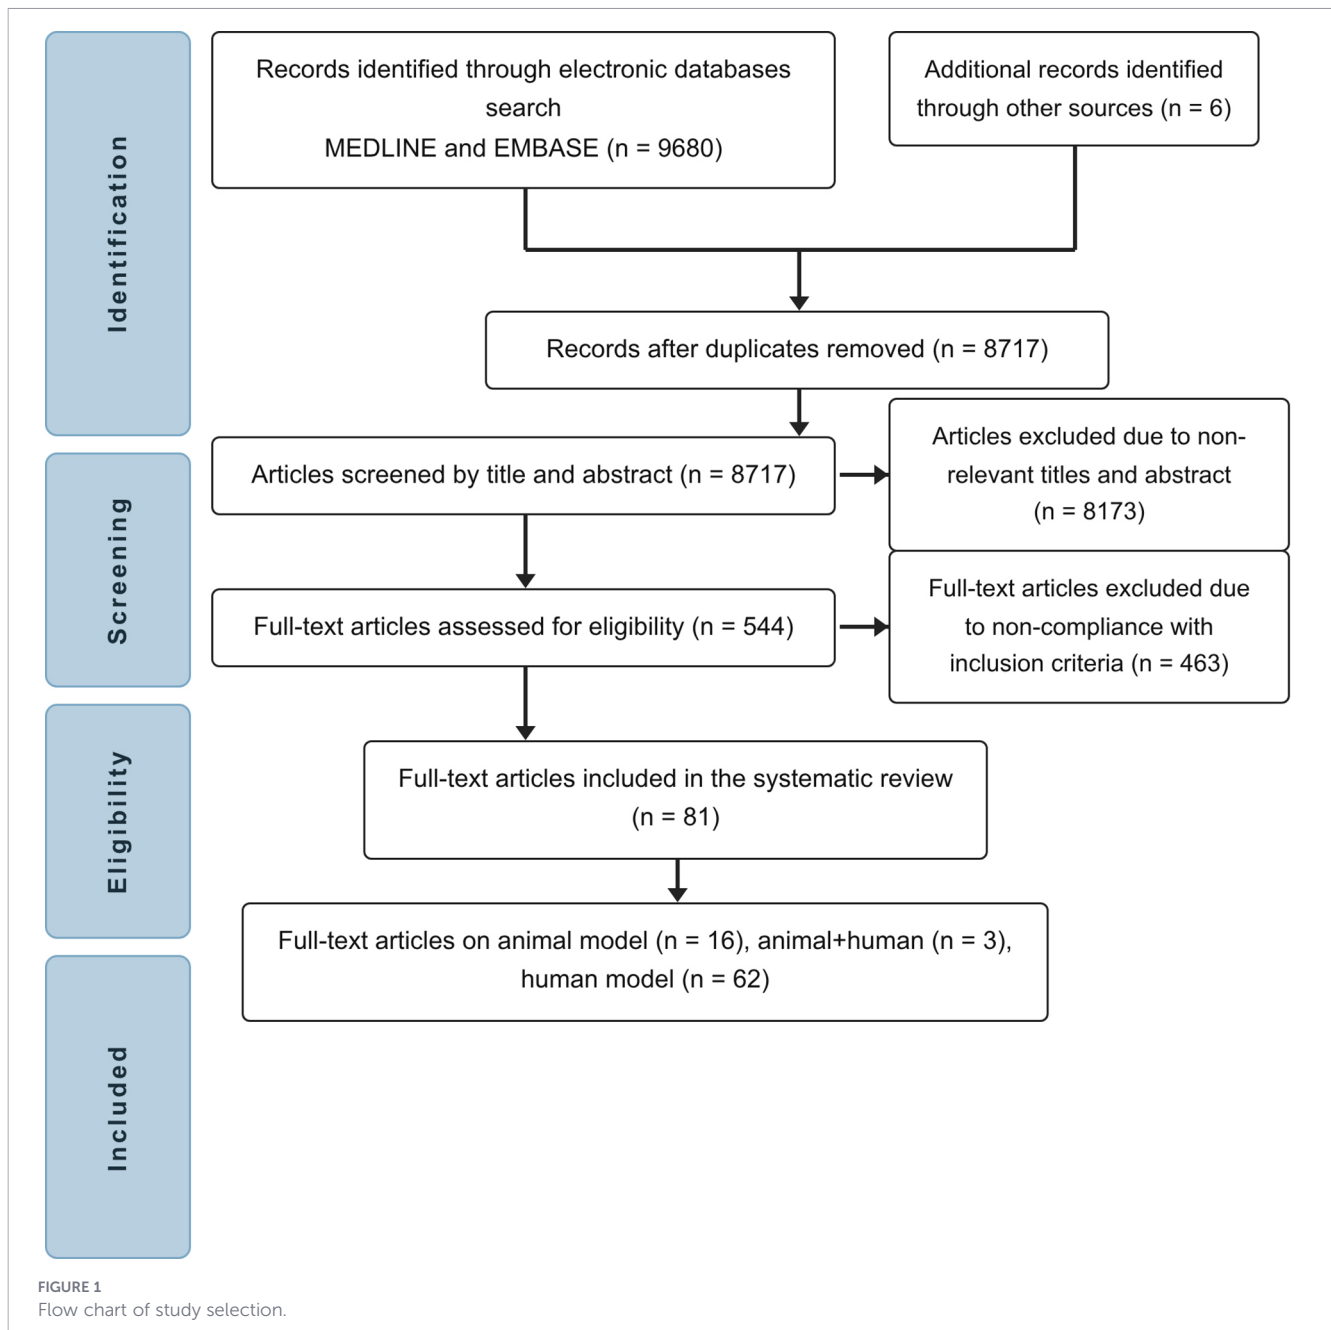 Identification
Records identified through electronic databases
search
MEDLINE and EMBASE (n = 9680)
Additional records identified
through other sources (n = 6)
Records after duplicates removed (n = 8717)
Screening
Articles screened by title and abstract (n = 8717)
Articles excluded due to non-
relevant titles and abstract
(n = 8173)
Full-text articles assessed for eligibility (n = 544)
Full-text articles excluded due
to non-compliance with
inclusion criteria (n = 463)
Eligibility
Full-text articles included in the systematic review
(n = 81)
Full-text articles on animal model (n = 16), animal+human (n = 3),
human model (n = 62)
Included
FIGURE 1
Flow chart of study selection.